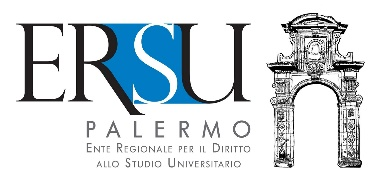 ERSU
PALERMO
ENTE REGIONALE PER IL DIRITTO
ALLO STUDIO UNIVERSITARIO